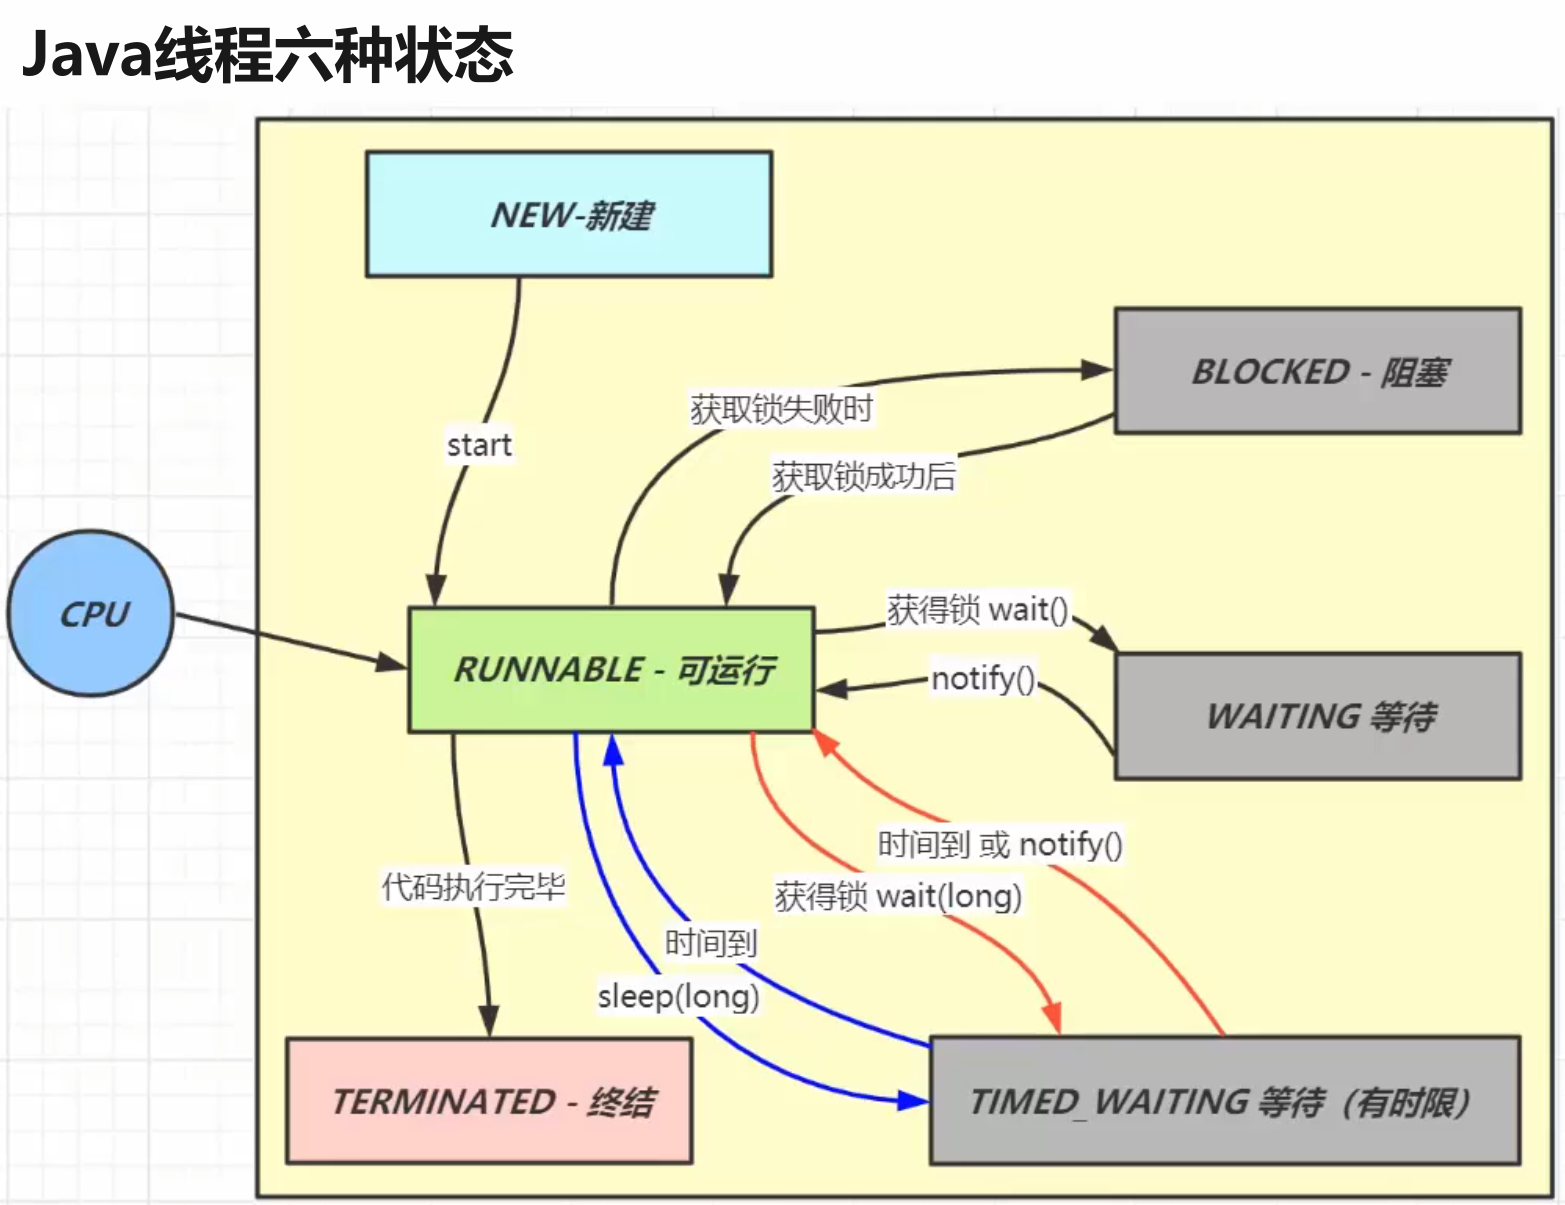 Java线程六种状态
NEW-新建
BLOCKED - 阻塞
获取锁失败时
start
获取锁成功后
CPU
获得锁 wait()
RUNNABLE - 可运行
notify()
WAITING 等待
时间到 或 notify()
代码执行完毕
获得锁 wait(long)
时间到
sleep(long)
TERMINATED - 终结
TIMED_WAITING 等待（有时限）